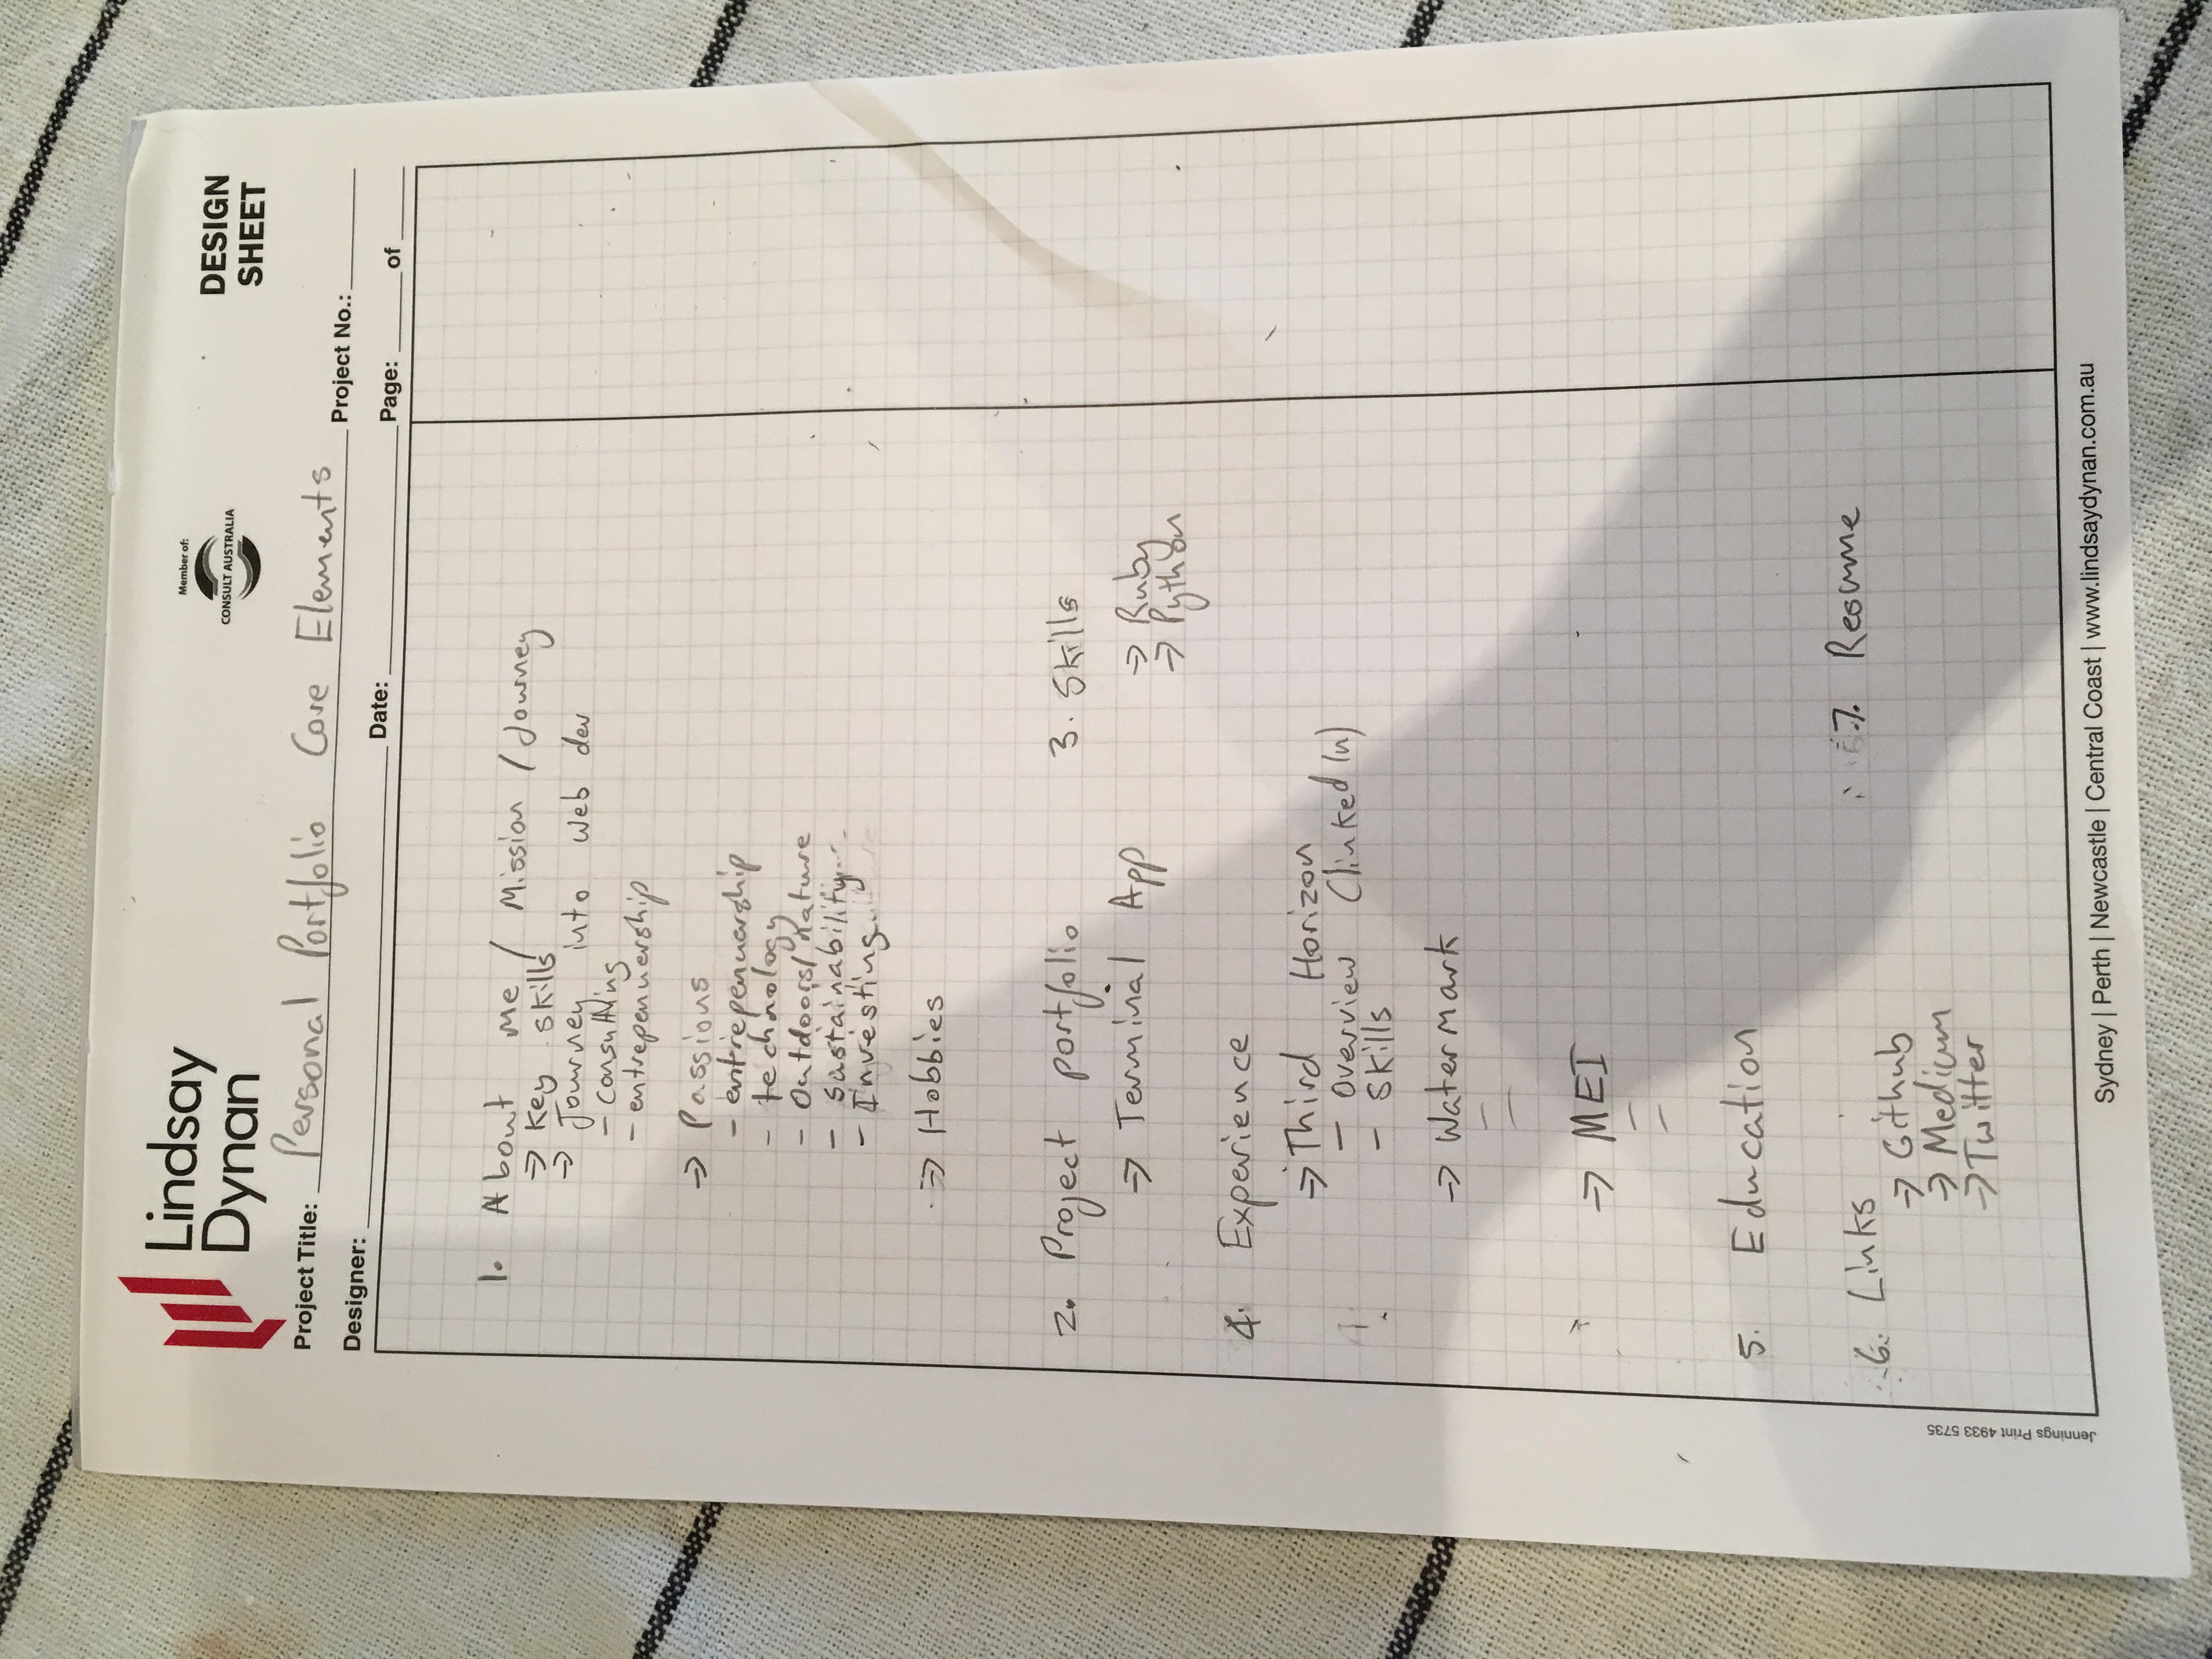 Lindsay
Dynan
Member of:
CONSULT AUSTRALIA
DESIGN
SHEET
Project Title: Personal Portfolio Core Elements Project No.:
Designer: Date: Page: of
1. About me / Mission / Journey
⇒ Key skills
⇒ Journey into web dev
- consulting
- entrepenuership
⇒ Passions
- entrepenuership
- technology
- Outdoors/nature
- Sustainability
- Investing
⇒ Hobbies
2. Project portfolio 3. Skills
⇒ Terminal App ⇒ Ruby
⇒ Python
4. Experience
⇒ Third Horizon
- Overview (linked in)
- Skills
⇒ Watermark
-
-
⇒ MEI
-
-
5. Education
6. Links 7. Resume
⇒ Github
⇒ Medium
⇒ Twitter
Jennings Print 4933 5735
Sydney | Perth | Newcastle | Central Coast | www.lindsaydynan.com.au